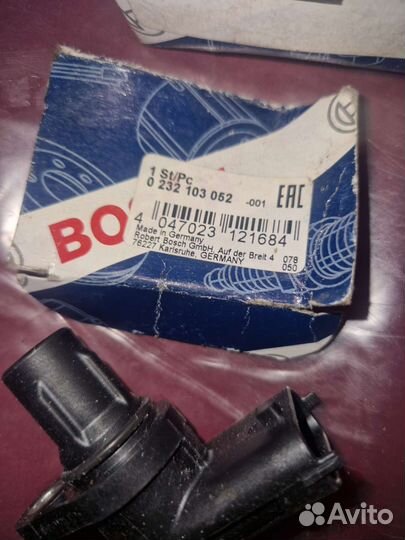 1 St/Pc
0 232 103 052 -001
EAC
BO
4 047023 121684
Made in Germany
Robert Bosch GmbH, Auf der Breit 4
76227 Karlsruhe, GERMANY
078
050
Avito